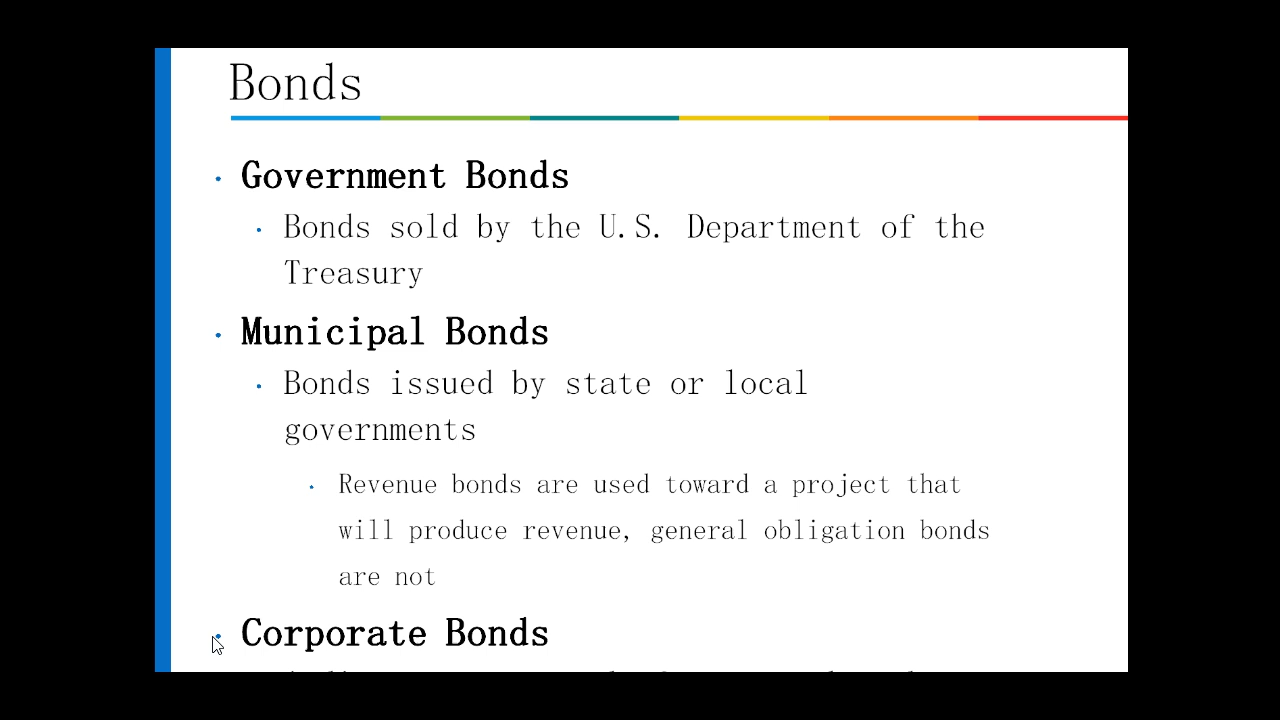 Bonds
Government Bonds
Bonds sold by the U.S. Department of the
Treasury
Municipal Bonds
Bonds issued by state or local
governments
Revenue bonds are used toward a project that
will produce revenue, general obligation bonds
are not
Corporate Bonds